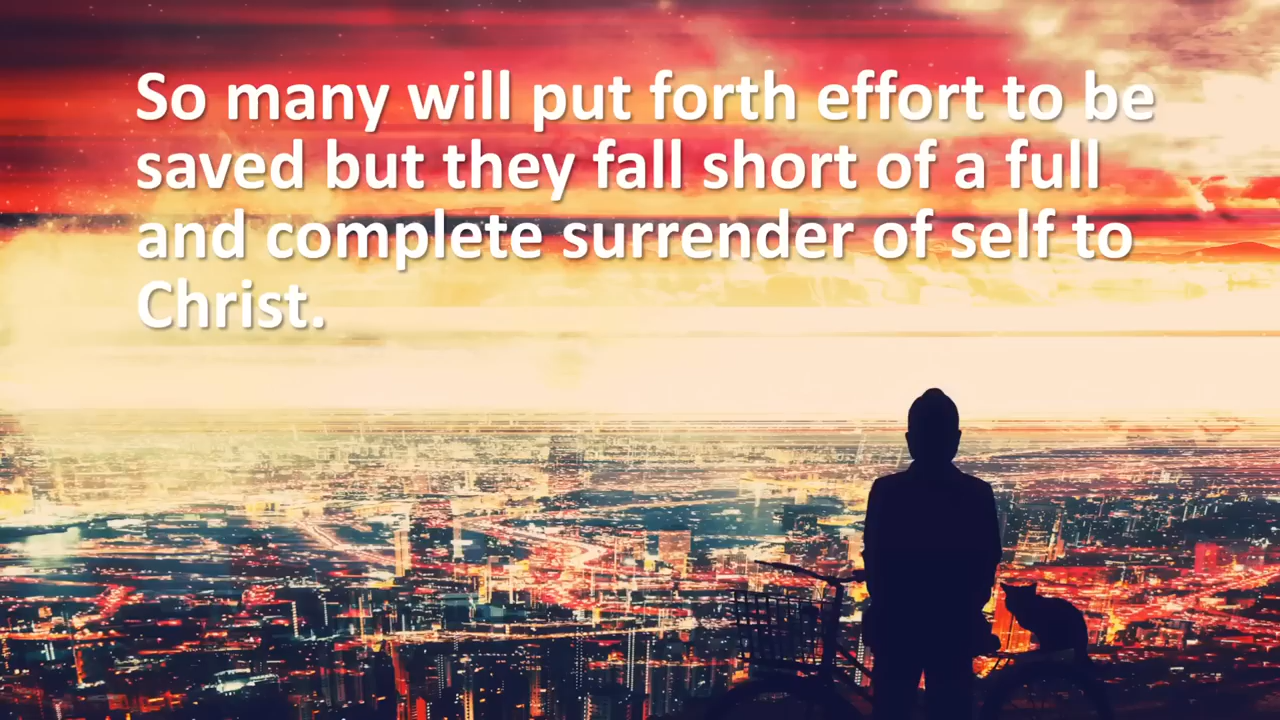 So many will put forth effort to be
saved but they fall short of a full
and complete surrender of self to
Christ.